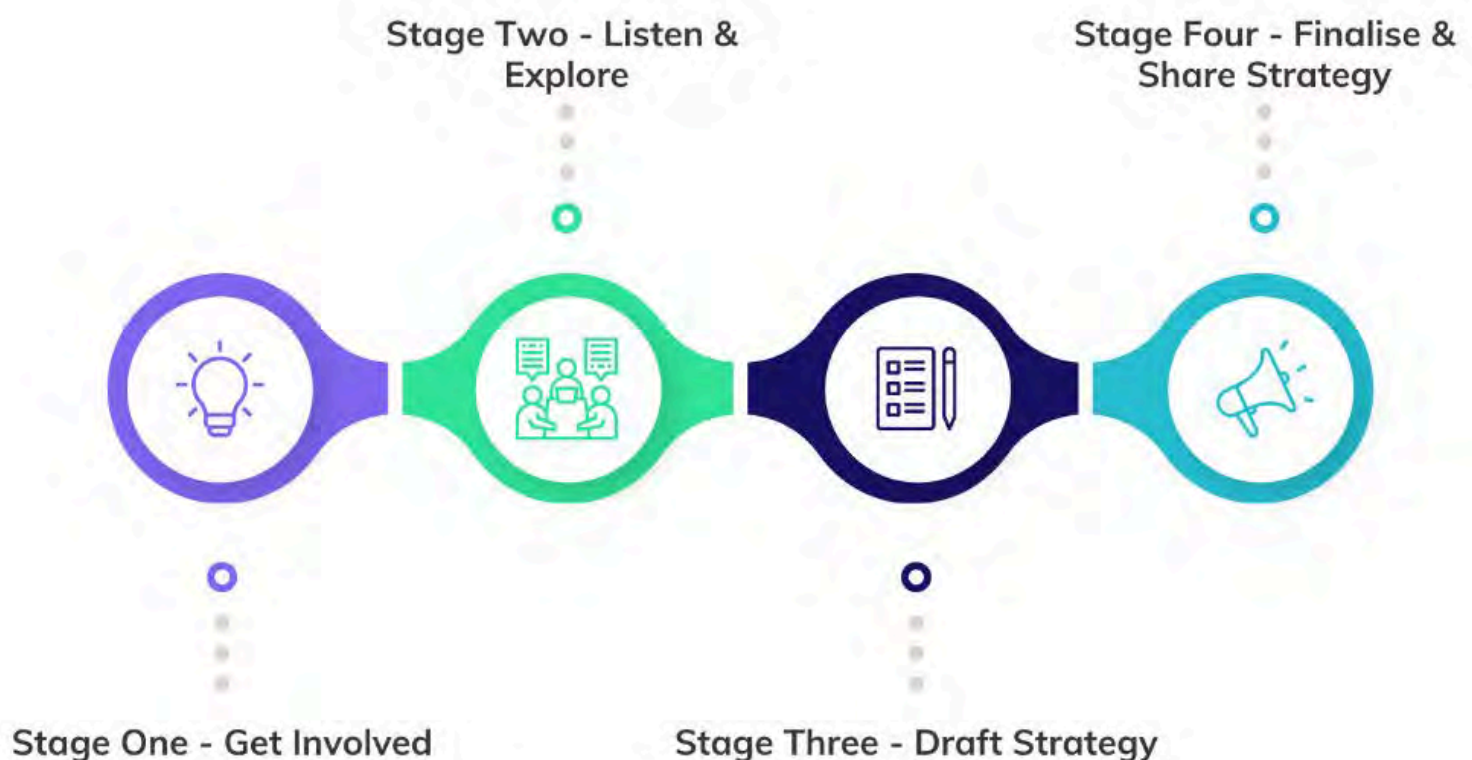 Stage Two - Listen &
Explore
Stage Four - Finalise &
Share Strategy
Stage One - Get Involved
Stage Three - Draft Strategy